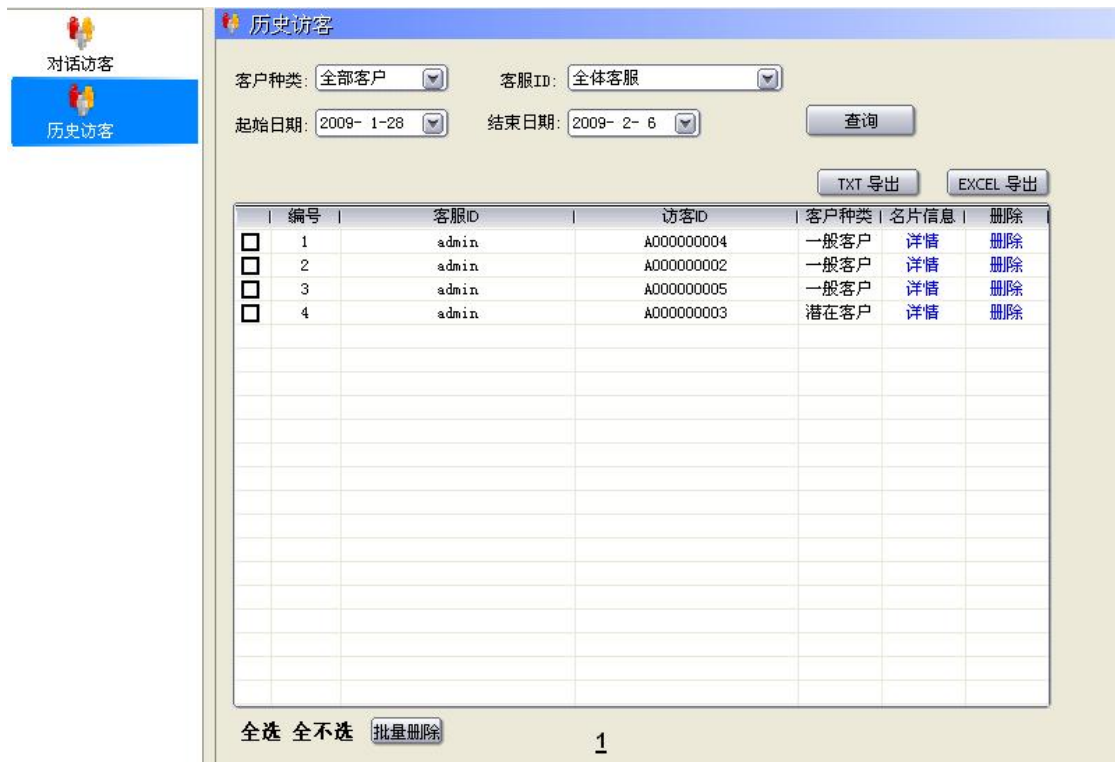 对话访客
历史访客
历史访客
客户种类: 全部客户 客服ID: 全体客服
起始日期: 2009- 1-28 结束日期: 2009- 2- 6 查询
TXT 导出 EXCEL 导出
编号 客服ID 访客ID 客户种类 名片信息 删除
1 admin A000000004 一般客户 详情 删除
2 admin A000000002 一般客户 详情 删除
3 admin A000000005 一般客户 详情 删除
4 admin A000000003 潜在客户 详情 删除
全选 全不选 批量删除
1